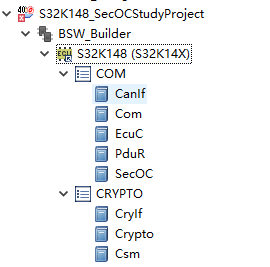 S32K148_SecOCStudyProject
BSW_Builder
S32K148 (S32K14X)
COM
CanIf
Com
EcuC
PduR
SecOC
CRYPTO
CryIf
Crypto
Csm